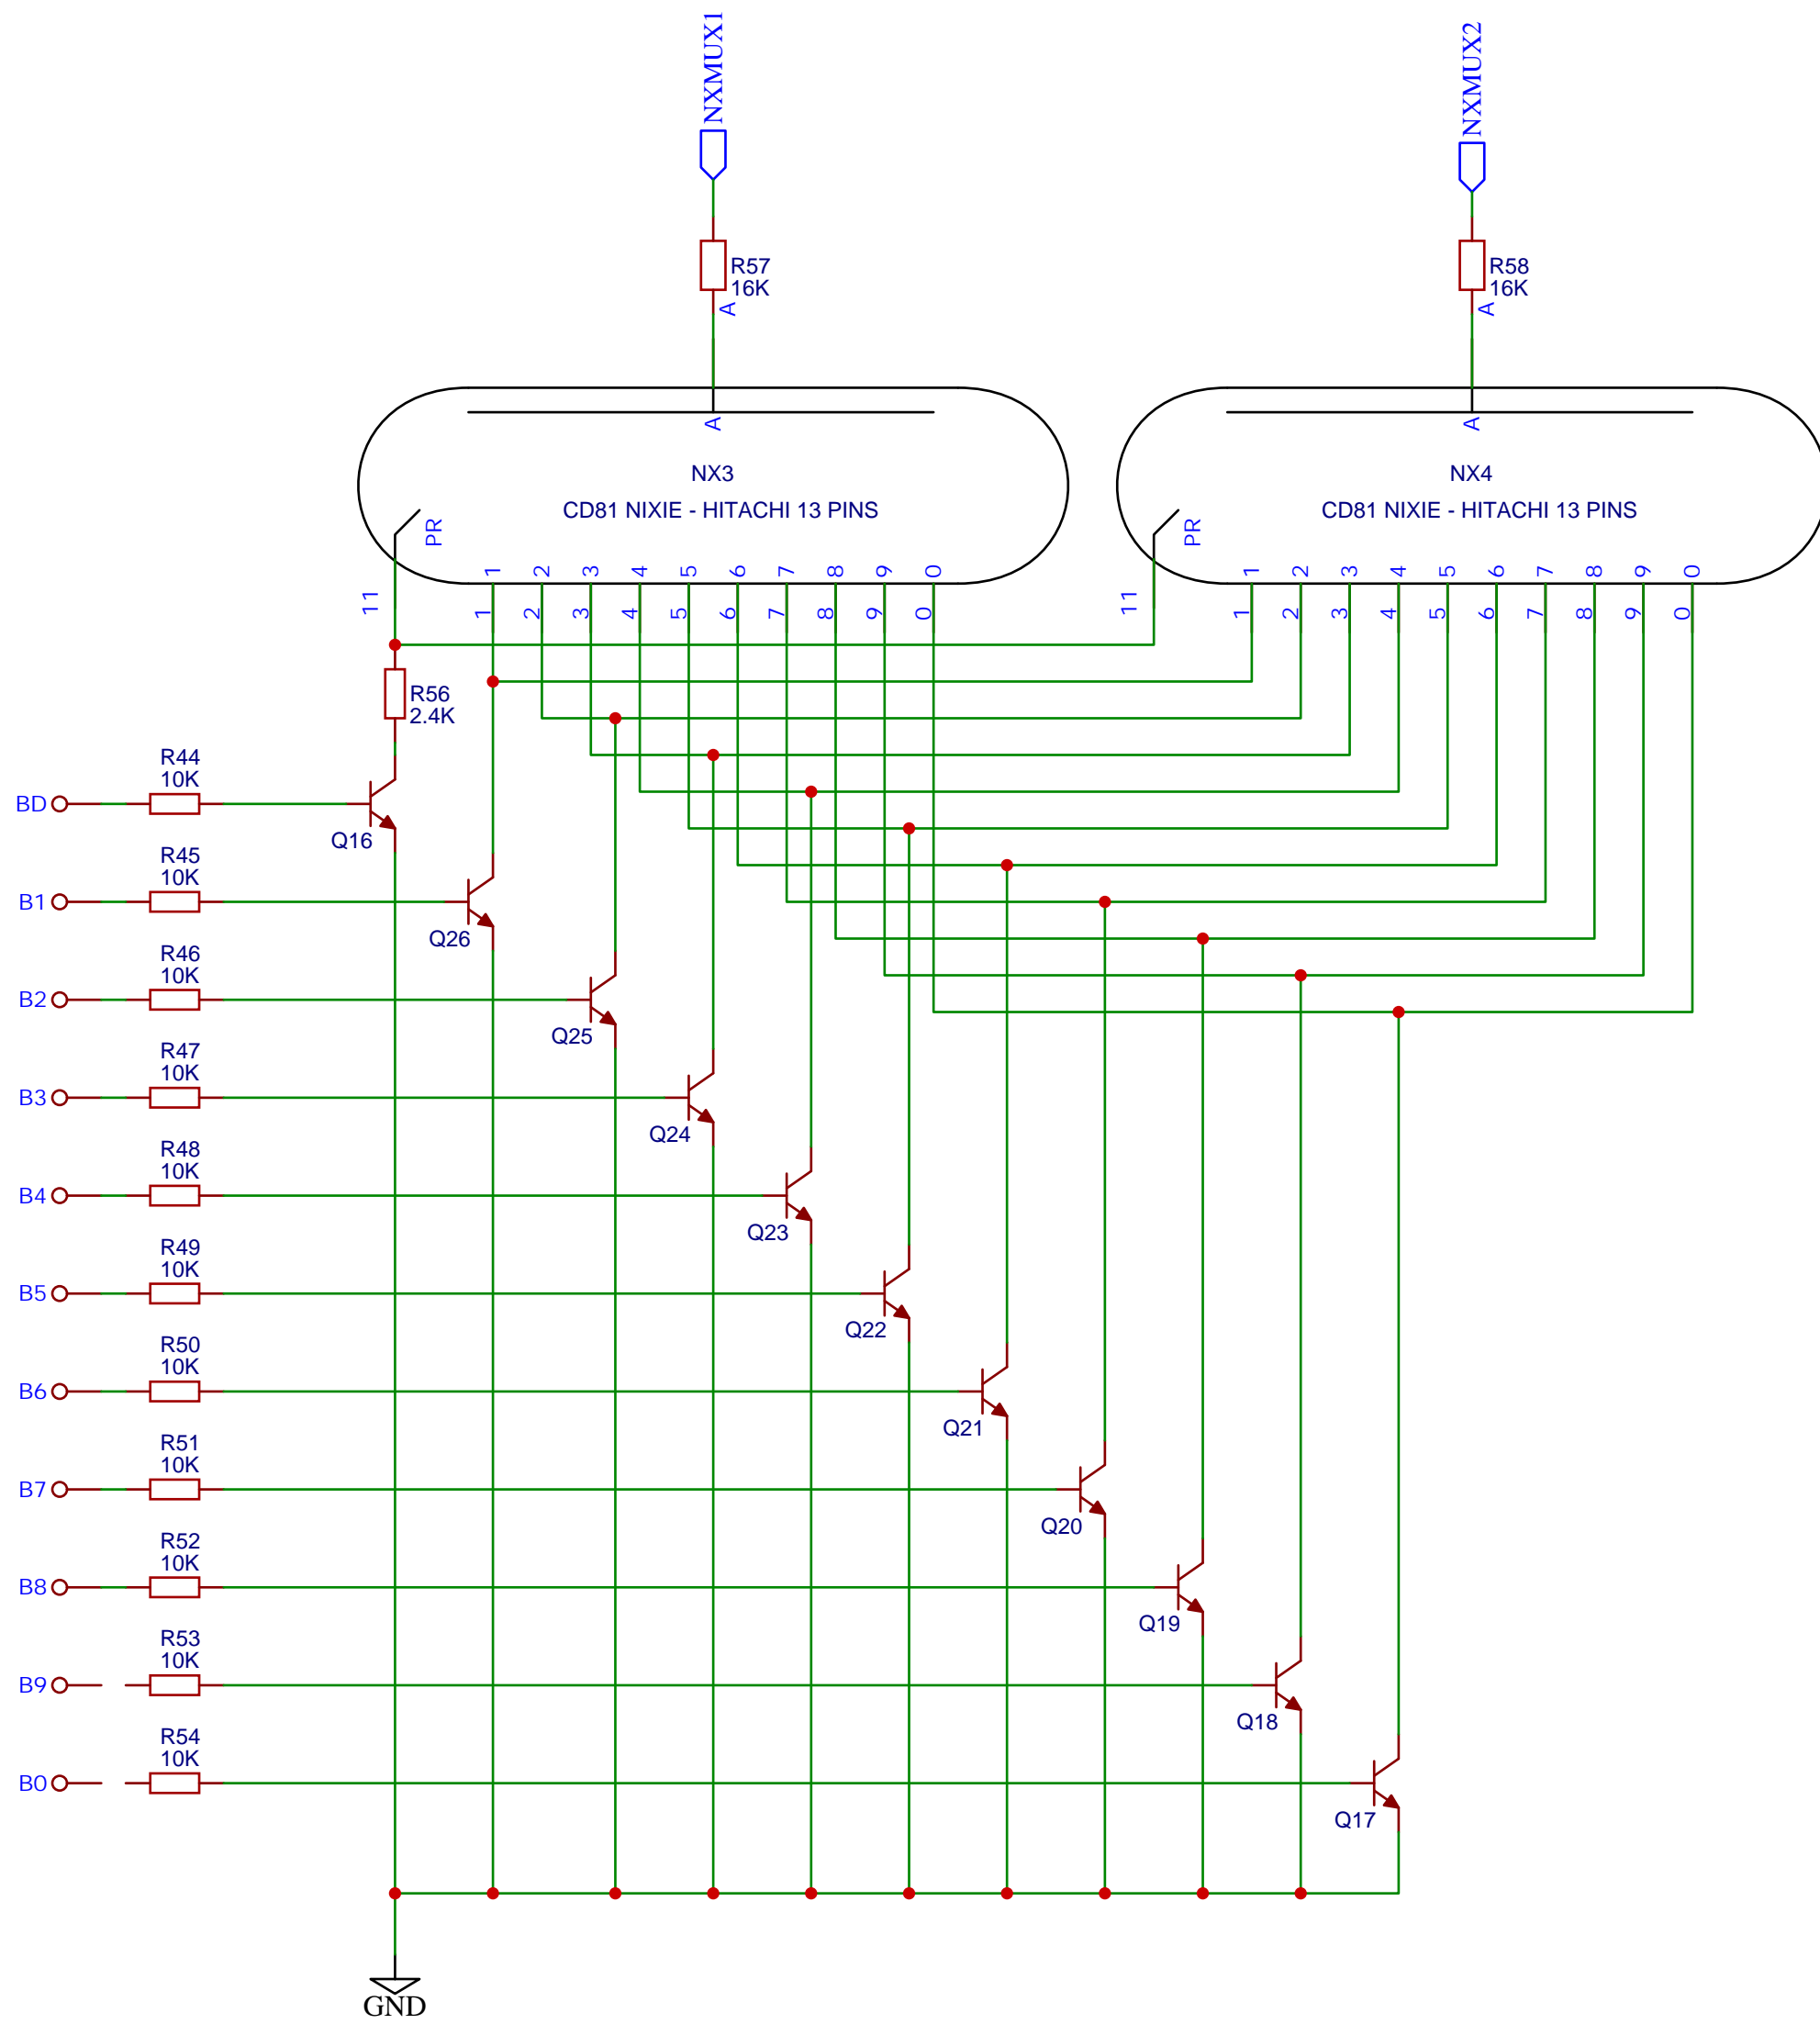 NXMUX1
NXMUX2
R57
16K
A
R58
16K
A
A
A
NX3
CD81 NIXIE - HITACHI 13 PINS
NX4
CD81 NIXIE - HITACHI 13 PINS
PR
PR
1 2 3 4 5 6 7 8 9 0
1 2 3 4 5 6 7 8 9 0
11
1 2 3 4 5 6 7 8 9 0
11
1 2 3 4 5 6 7 8 9 0
R56
2.4K
R44
10K
BD
Q16
R45
10K
B1
Q26
R46
10K
B2
Q25
R47
10K
B3
Q24
R48
10K
B4
Q23
R49
10K
B5
Q22
R50
10K
B6
Q21
R51
10K
B7
Q20
R52
10K
B8
Q19
R53
10K
B9
Q18
R54
10K
B0
Q17
GND